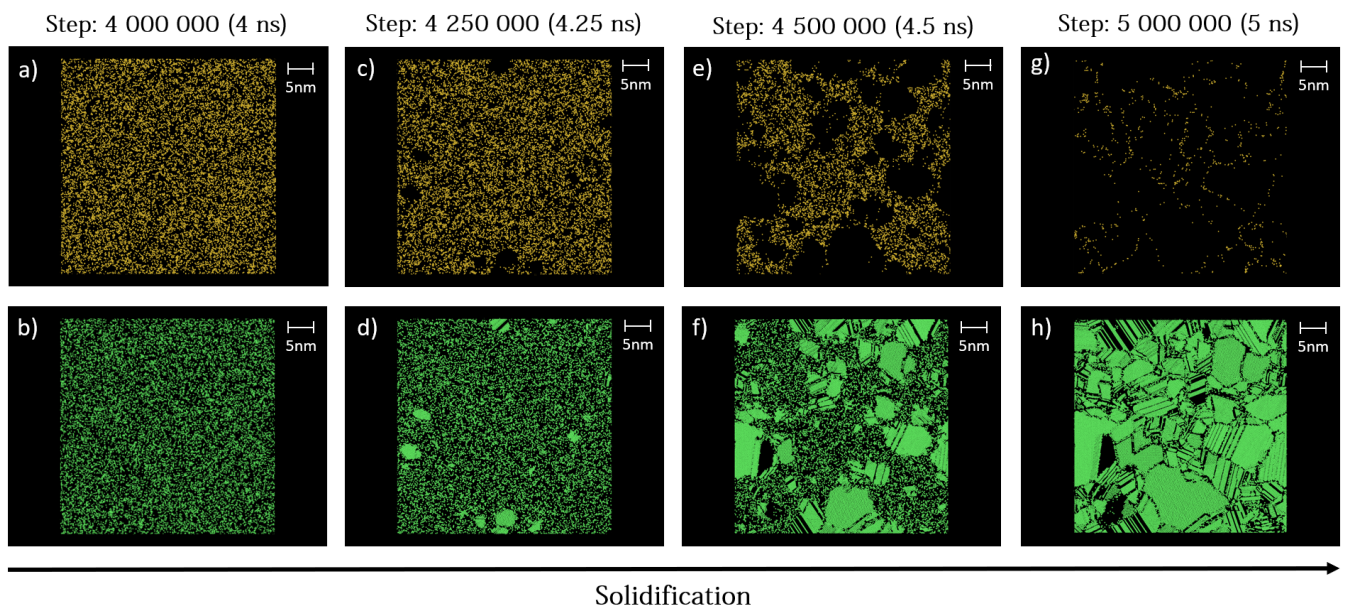 Step: 4 000 000 (4 ns)
Step: 4 250 000 (4.25 ns)
Step: 4 500 000 (4.5 ns)
Step: 5 000 000 (5 ns)
a)
5nm
c)
5nm
e)
5nm
g)
5nm
b)
5nm
d)
5nm
f)
5nm
h)
5nm
Solidification